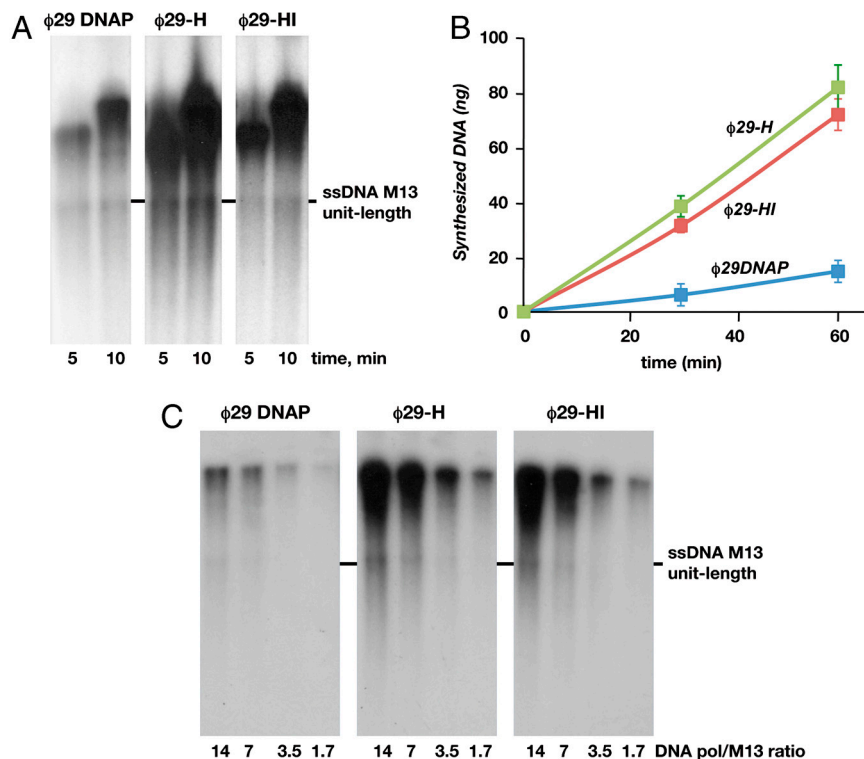 A
ϕ29 DNAP ϕ29-H ϕ29-HI
ssDNA M13
unit-length
5 10 5 10 5 10 time, min
B
100
80
60
40
20
0
Synthesized DNA (ng)
ϕ29-H
ϕ29-HI
ϕ29DNAP
0 20 40 60
time (min)
C
ϕ29 DNAP ϕ29-H ϕ29-HI
ssDNA M13
unit-length
14 7 3.5 1.7 14 7 3.5 1.7 14 7 3.5 1.7 DNA pol/M13 ratio